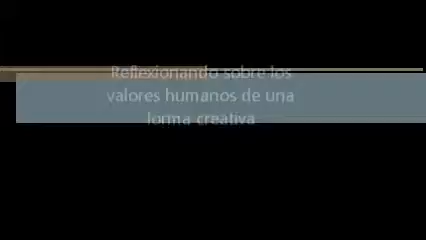 Reflexionando sobre los
valores humanos de una
forma creativa